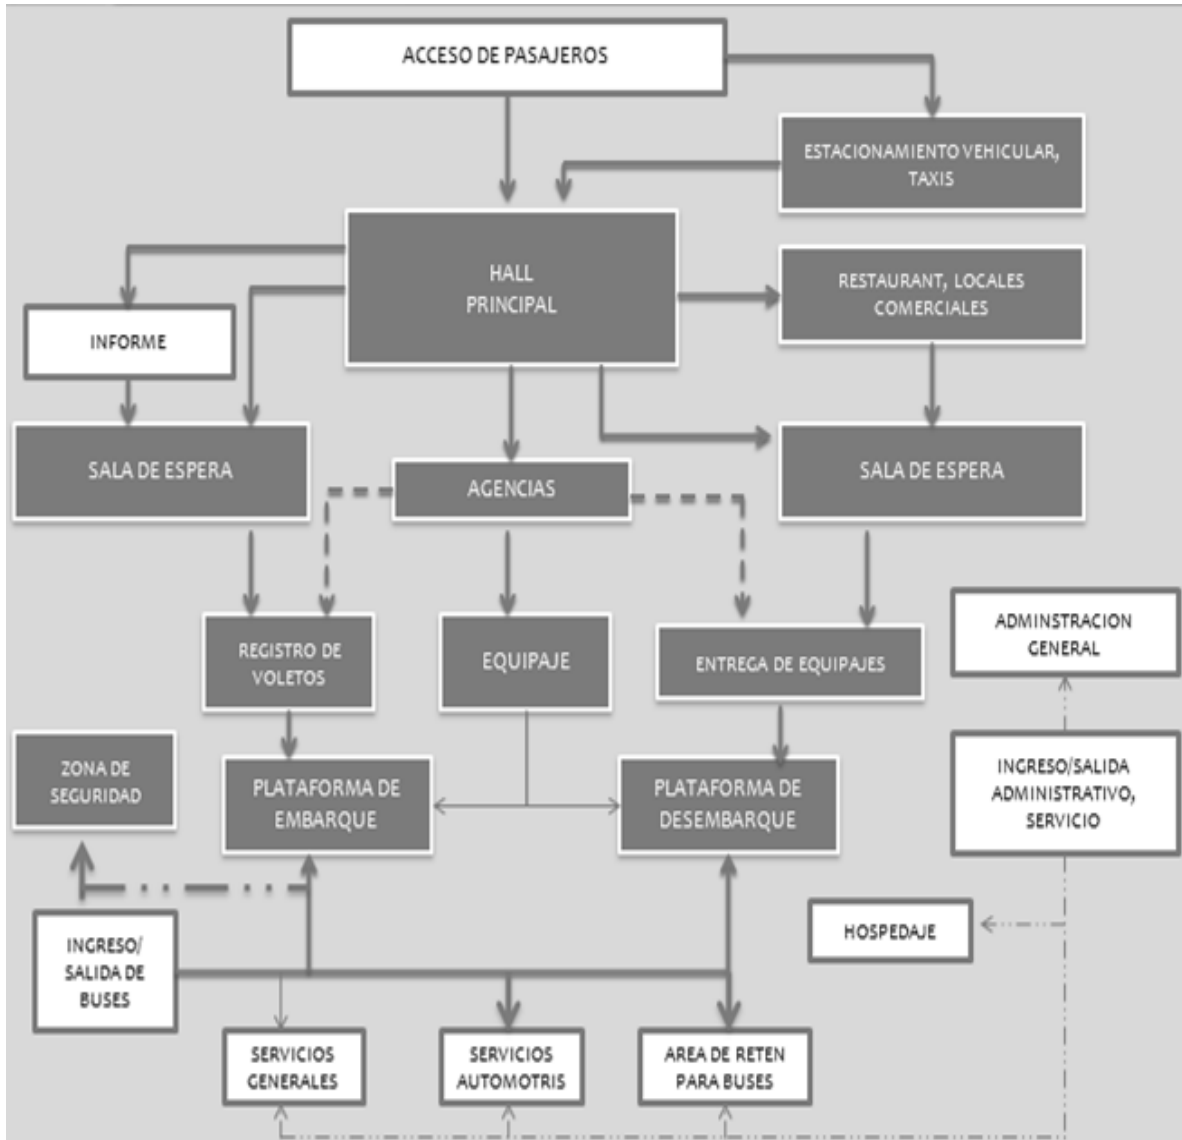 ACCESO DE PASAJEROS
ESTACIONAMIENTO VEHICULAR,
TAXIS
HALL
PRINCIPAL
RESTAURANT, LOCALES
COMERCIALES
INFORME
SALA DE ESPERA
AGENCIAS
SALA DE ESPERA
REGISTRO DE
VOLETOS
EQUIPAJE
ENTREGA DE EQUIPAJES
ADMINSTRACION
GENERAL
ZONA DE
SEGURIDAD
PLATAFORMA DE
EMBARQUE
PLATAFORMA DE
DESEMBARQUE
INGRESO/SALIDA
ADMINISTRATIVO,
SERVICIO
INGRESO/
SALIDA DE
BUSES
HOSPEDAJE
SERVICIOS
GENERALES
SERVICIOS
AUTOMOTRIS
AREA DE RETEN
PARA BUSES